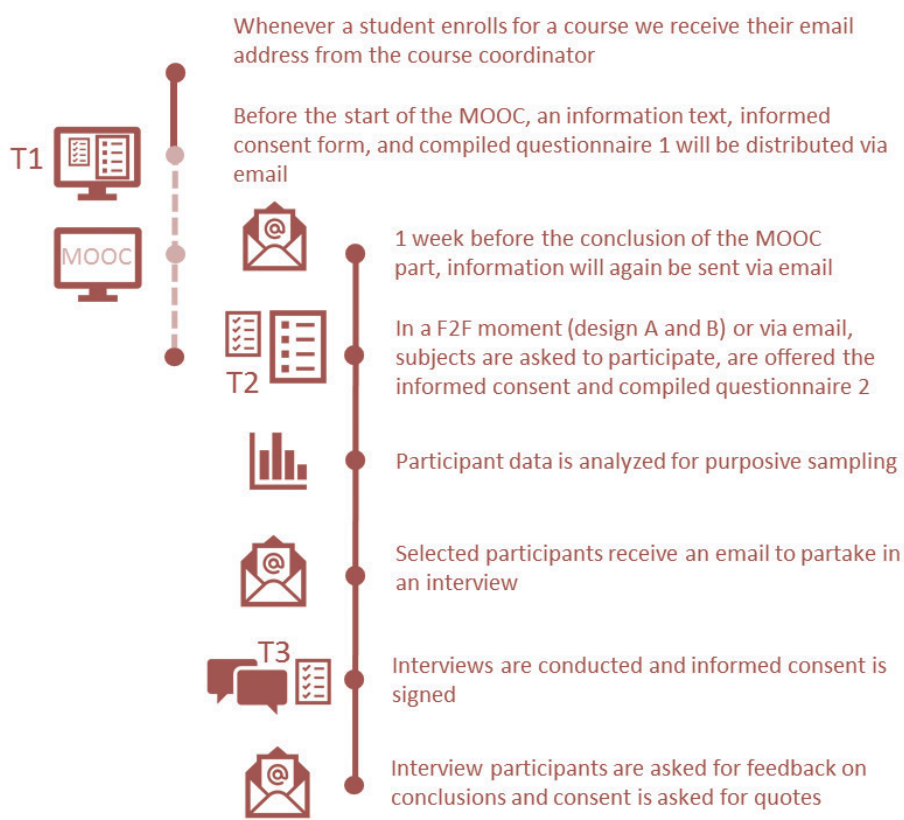 Whenever a student enrolls for a course we receive their email
address from the course coordinator
Before the start of the MOOC, an information text, informed
consent form, and compiled questionnaire 1 will be distributed via
email
T1
MOOC
1 week before the conclusion of the MOOC
part, information will again be sent via email
In a F2F moment (design A and B) or via email,
subjects are asked to participate, are offered the
informed consent and compiled questionnaire 2
T2
Participant data is analyzed for purposive sampling
Selected participants receive an email to partake in
an interview
T3
Interviews are conducted and informed consent is
signed
Interview participants are asked for feedback on
conclusions and consent is asked for quotes